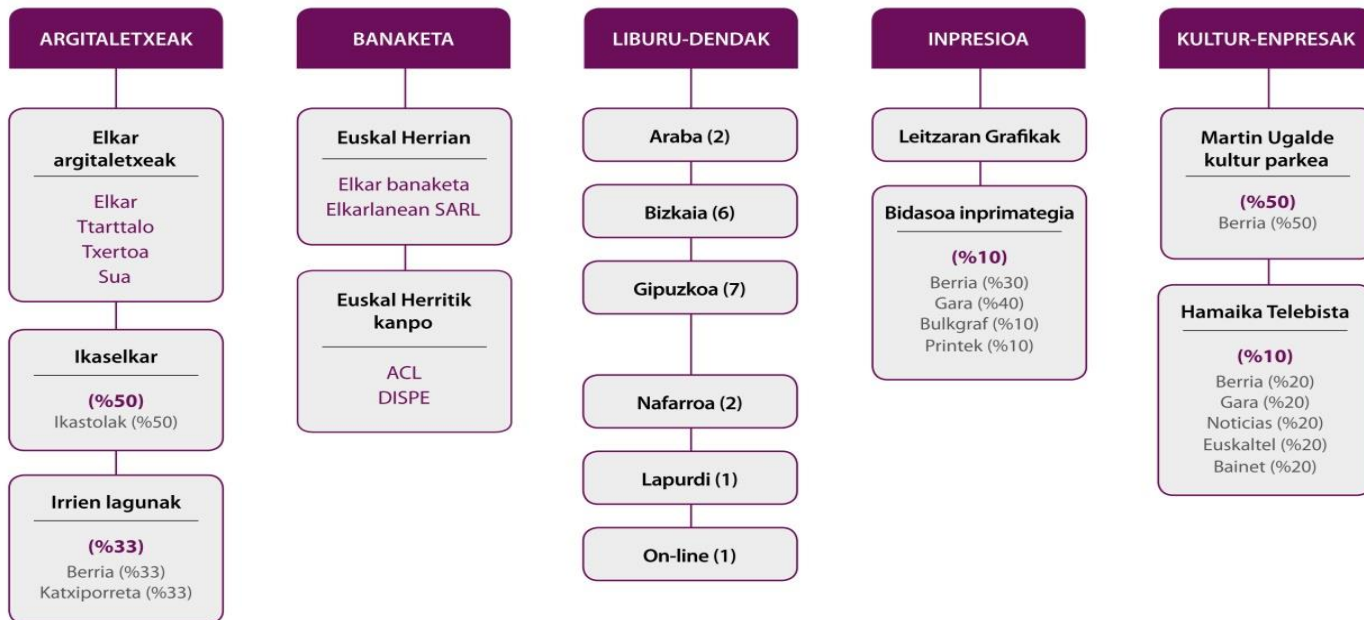 ARGITALETXEAK
Elkar
argitaletxeak
Elkar
Ttarttalo
Txertoa
Sua
Ikaselkar
(%50)
Ikastolak (%50)
Irrien lagunak
(%33)
Berria (%33)
Katxiporreta (%33)
BANAKETA
Euskal Herrian
Elkar banaketa
Elkarlanean SARL
Euskal Herritik
kanpo
ACL
DISPE
LIBURU-DENDAK
Araba (2)
Bizkaia (6)
Gipuzkoa (7)
Nafarroa (2)
Lapurdi (1)
On-line (1)
INPRESIOA
Leitzaran Grafikak
Bidasoa inprimategia
(%10)
Berria (%30)
Gara (%40)
Bulkgraf (%10)
Printek (%10)
KULTUR-ENPRESAK
Martin Ugalde
kultur parkea
(%50)
Berria (%50)
Hamaika Telebista
(%10)
Berria (%20)
Gara (%20)
Noticias (%20)
Euskaltel (%20)
Bainet (%20)